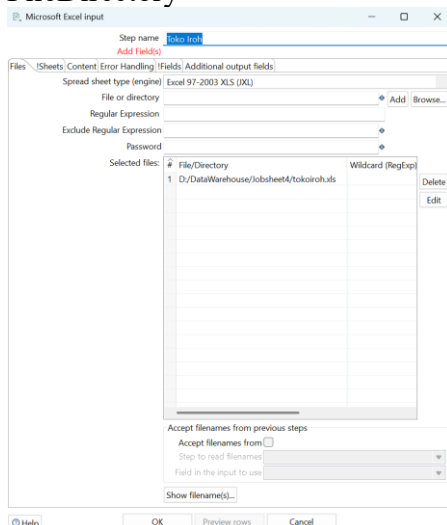 Microsoft Excel input
Step name Toko Iroh
Add Field(s)
Files !Sheets Content Error Handling !Fields Additional output fields
Spread sheet type (engine) Excel 97-2003 XLS (JXL)
File or directory Add Browse...
Regular Expression
Exclude Regular Expression
Password
Selected files: # File/Directory Wildcard (RegExp)
1 D:/DataWarehouse/Jobsheet4/tokoiroh.xls
Delete
Edit
Accept filenames from previous steps
Accept filenames from
Step to read filenames
Field in the input to use
Show filename(s)...
Help OK Preview rows Cancel